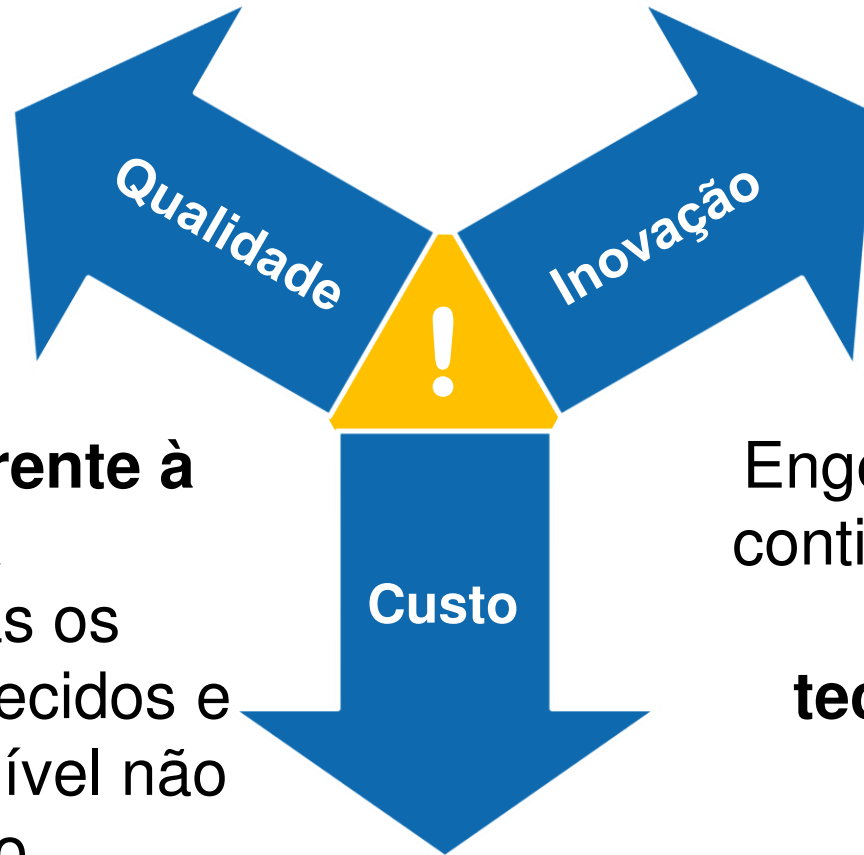 Qualidade
Inovação
!
Custo
rente à
s os
ecidos e
ível não
Enge
conti
tec